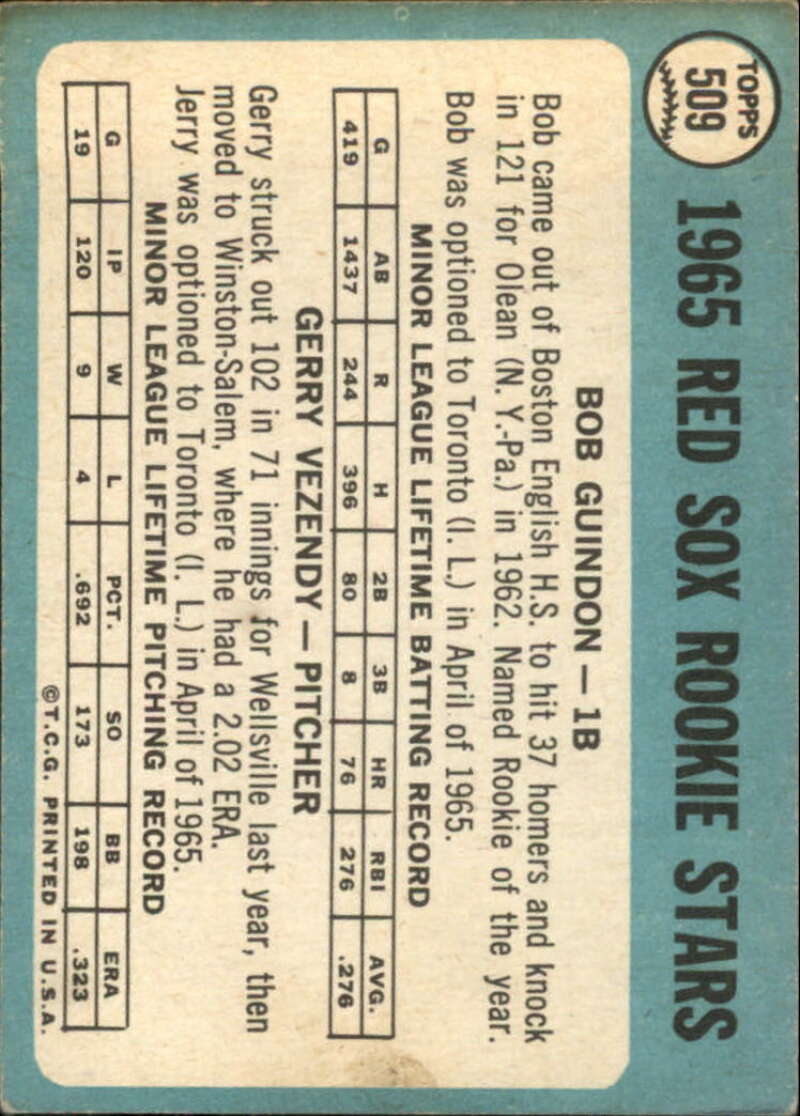 TOPPS
509
1965 RED SOX ROOKIE STARS
BOB GUINDON — 1B
Bob came out of Boston English H.S. to hit 37 homers and knock
in 121 for Olean (N. Y.-Pa.) in 1962. Named Rookie of the year.
Bob was optioned to Toronto (I. L.) in April of 1965.
MINOR LEAGUE LIFETIME BATTING RECORD
G AB R H 2B 3B HR RBI AVG.
419 1437 244 396 80 8 76 276 .276
GERRY VEZENDY — PITCHER
Gerry struck out 102 in 71 innings for Wellsville last year, then
moved to Winston-Salem, where he had a 2.02 ERA.
Jerry was optioned to Toronto (I. L.) in April of 1965.
MINOR LEAGUE LIFETIME PITCHING RECORD
G IP W L PCT. SO BB ERA
19 120 9 4 .692 173 198 .323
©T.C.G. PRINTED IN U.S.A.